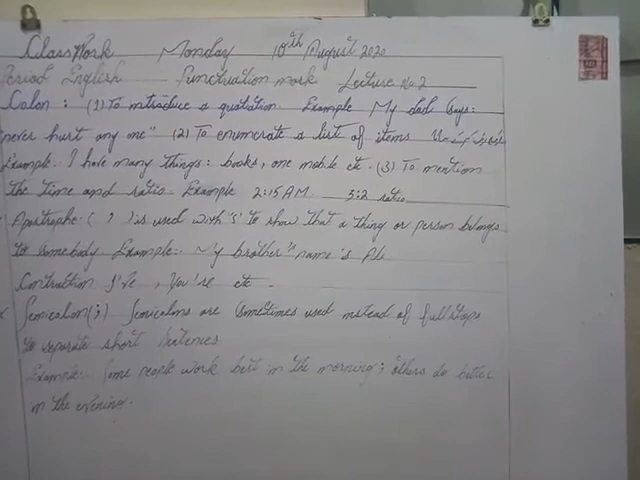 ClassWork Monday 10th August 2020
Period English Punctuation mark Lecture No 2
Colon : (1) To introduce a quotation. Example My dad says:
never hurt any me" (2) To enumerate a list of items
Example. I have many things: books, one mobile etc. (3) To mention
the time and ratio. Example 2:15 AM. 5:2 ratio
Apostrophe. ( , ) is used with 's' to show that a thing or person belongs
to somebody Example:. My brother's name's Ali
Contraction I've, You're etc.
Semicalon(;) Semicalons are sometimes used instead of full stops
to separate short sentences
Example:. Some people work best in the morning; others do better
in the evening.